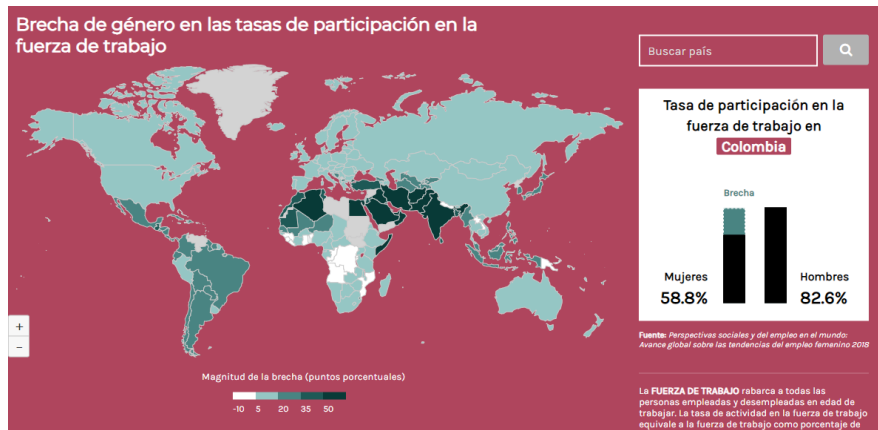 Brecha de género en las tasas de participación en la
fuerza de trabajo
Buscar país
Tasa de participación en la
fuerza de trabajo en
Colombia
Brecha
Mujeres
58.8%
Hombres
82.6%
Fuente: Perspectivas sociales y del empleo en el mundo:
Avance global sobre las tendencias del empleo femenino 2018
+
-
Magnitud de la brecha (puntos porcentuales)
-10 5 20 35 50
La FUERZA DE TRABAJO rabarca a todas las
personas empleadas y desempleadas en edad de
trabajar. La tasa de actividad en la fuerza de trabajo
equivale a la fuerza de trabajo como porcentaje de